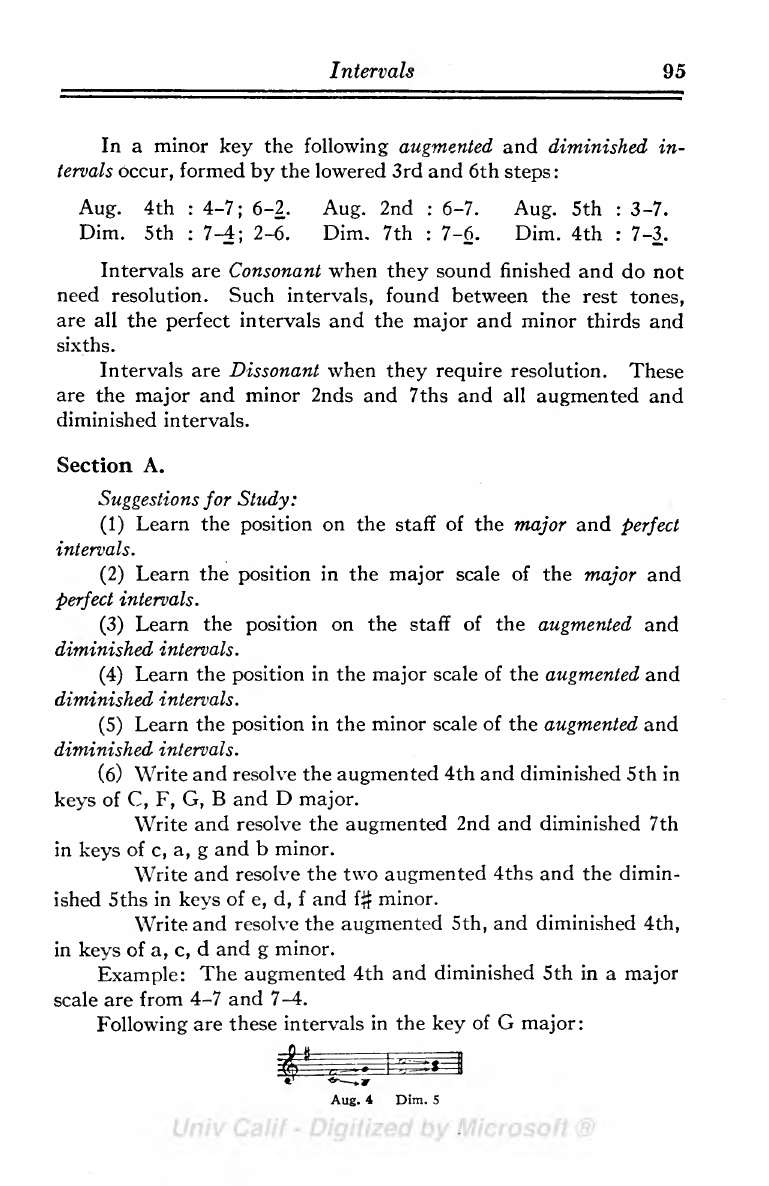 Intervals 95
In a minor key the following augmented and diminished in-
tervals occur, formed by the lowered 3rd and 6th steps:
Aug. 4th : 4–7; 6–2. Aug. 2nd : 6–7. Aug. 5th : 3–7.
Dim. 5th : 7–4; 2–6. Dim. 7th : 7–6. Dim. 4th : 7–3.
Intervals are Consonant when they sound finished and do not
need resolution. Such intervals, found between the rest tones,
are all the perfect intervals and the major and minor thirds and
sixths.
Intervals are Dissonant when they require resolution. These
are the major and minor 2nds and 7ths and all augmented and
diminished intervals.
Section A.
Suggestions for Study:
(1) Learn the position on the staff of the major and perfect
intervals.
(2) Learn the position in the major scale of the major and
perfect intervals.
(3) Learn the position on the staff of the augmented and
diminished intervals.
(4) Learn the position in the major scale of the augmented and
diminished intervals.
(5) Learn the position in the minor scale of the augmented and
diminished intervals.
(6) Write and resolve the augmented 4th and diminished 5th in
keys of C, F, G, B and D major.
Write and resolve the augmented 2nd and diminished 7th
in keys of c, a, g and b minor.
Write and resolve the two augmented 4ths and the dimin-
ished 5ths in keys of e, d, f and f♯ minor.
Write and resolve the augmented 5th, and diminished 4th,
in keys of a, c, d and g minor.
Example: The augmented 4th and diminished 5th in a major
scale are from 4–7 and 7–4.
Following are these intervals in the key of G major:
Aug. 4 Dim. 5
Univ Calif - Digitized by Microsoft ®